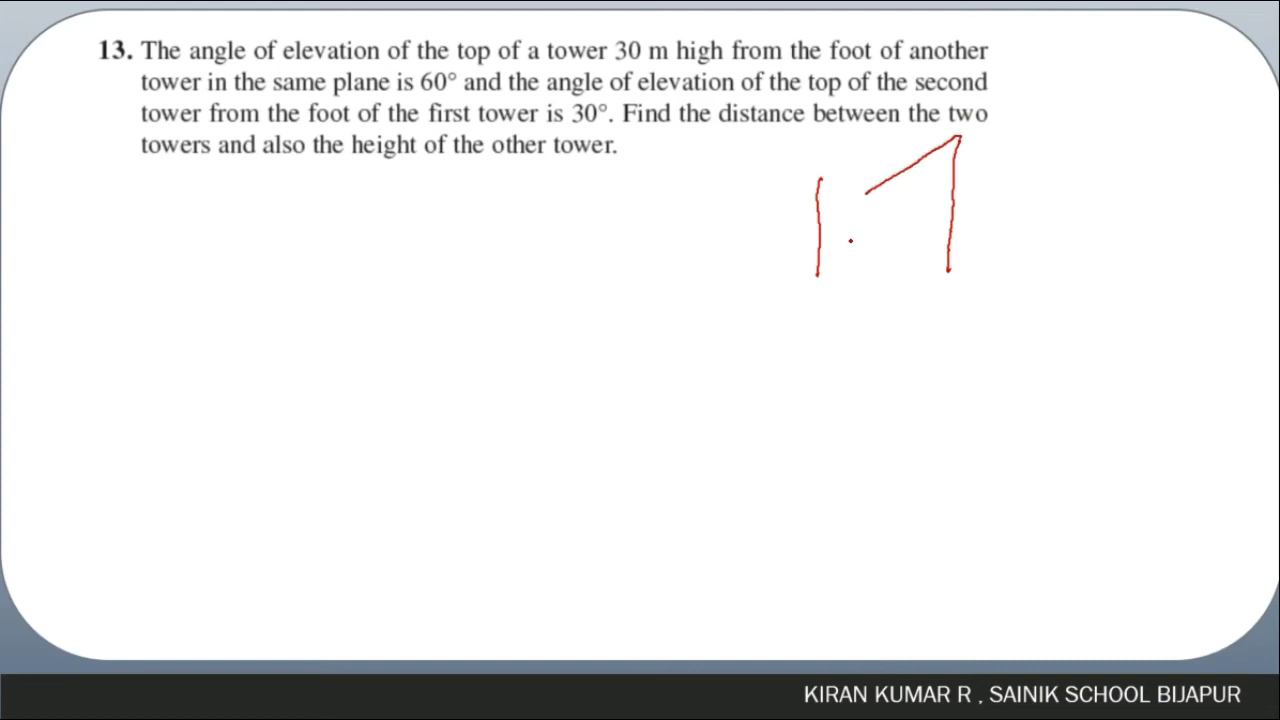 13. The angle of elevation of the top of a tower 30 m high from the foot of another
tower in the same plane is 60° and the angle of elevation of the top of the second
tower from the foot of the first tower is 30°. Find the distance between the two
towers and also the height of the other tower.
KIRAN KUMAR R , SAINIK SCHOOL BIJAPUR